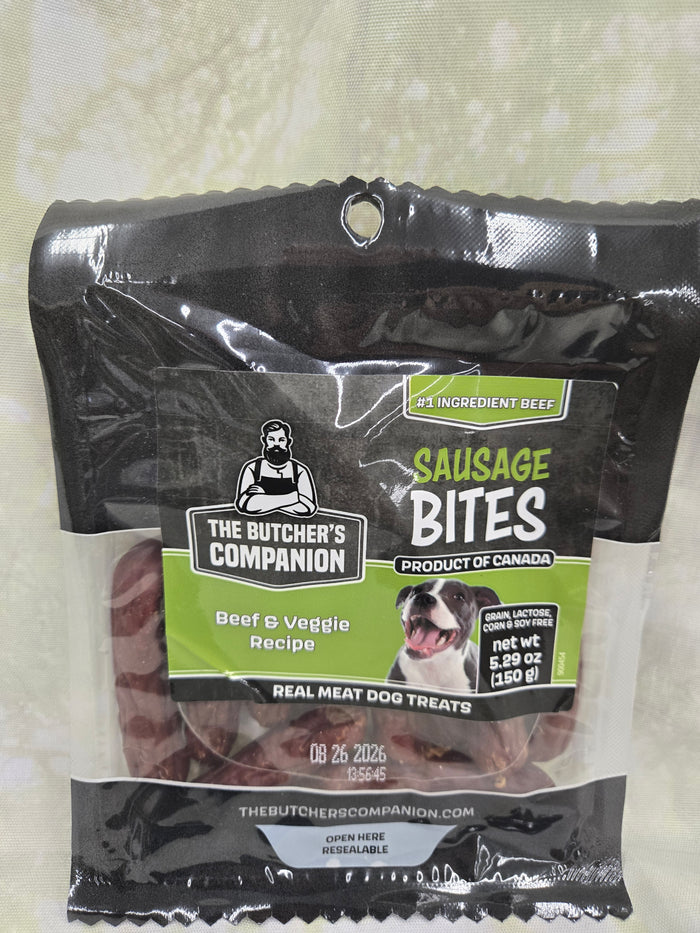 #1 INGREDIENT BEEF
SAUSAGE
BITES
THE BUTCHER'S
COMPANION
PRODUCT OF CANADA
Beef & Veggie
Recipe
GRAIN, LACTOSE,
CORN & SOY FREE
net wt
5.29 oz
(150 g)
900454
REAL MEAT DOG TREATS
08 26 2026
13:56:45
THEBUTCHERSCOMPANION.COM
OPEN HERE
RESEALABLE